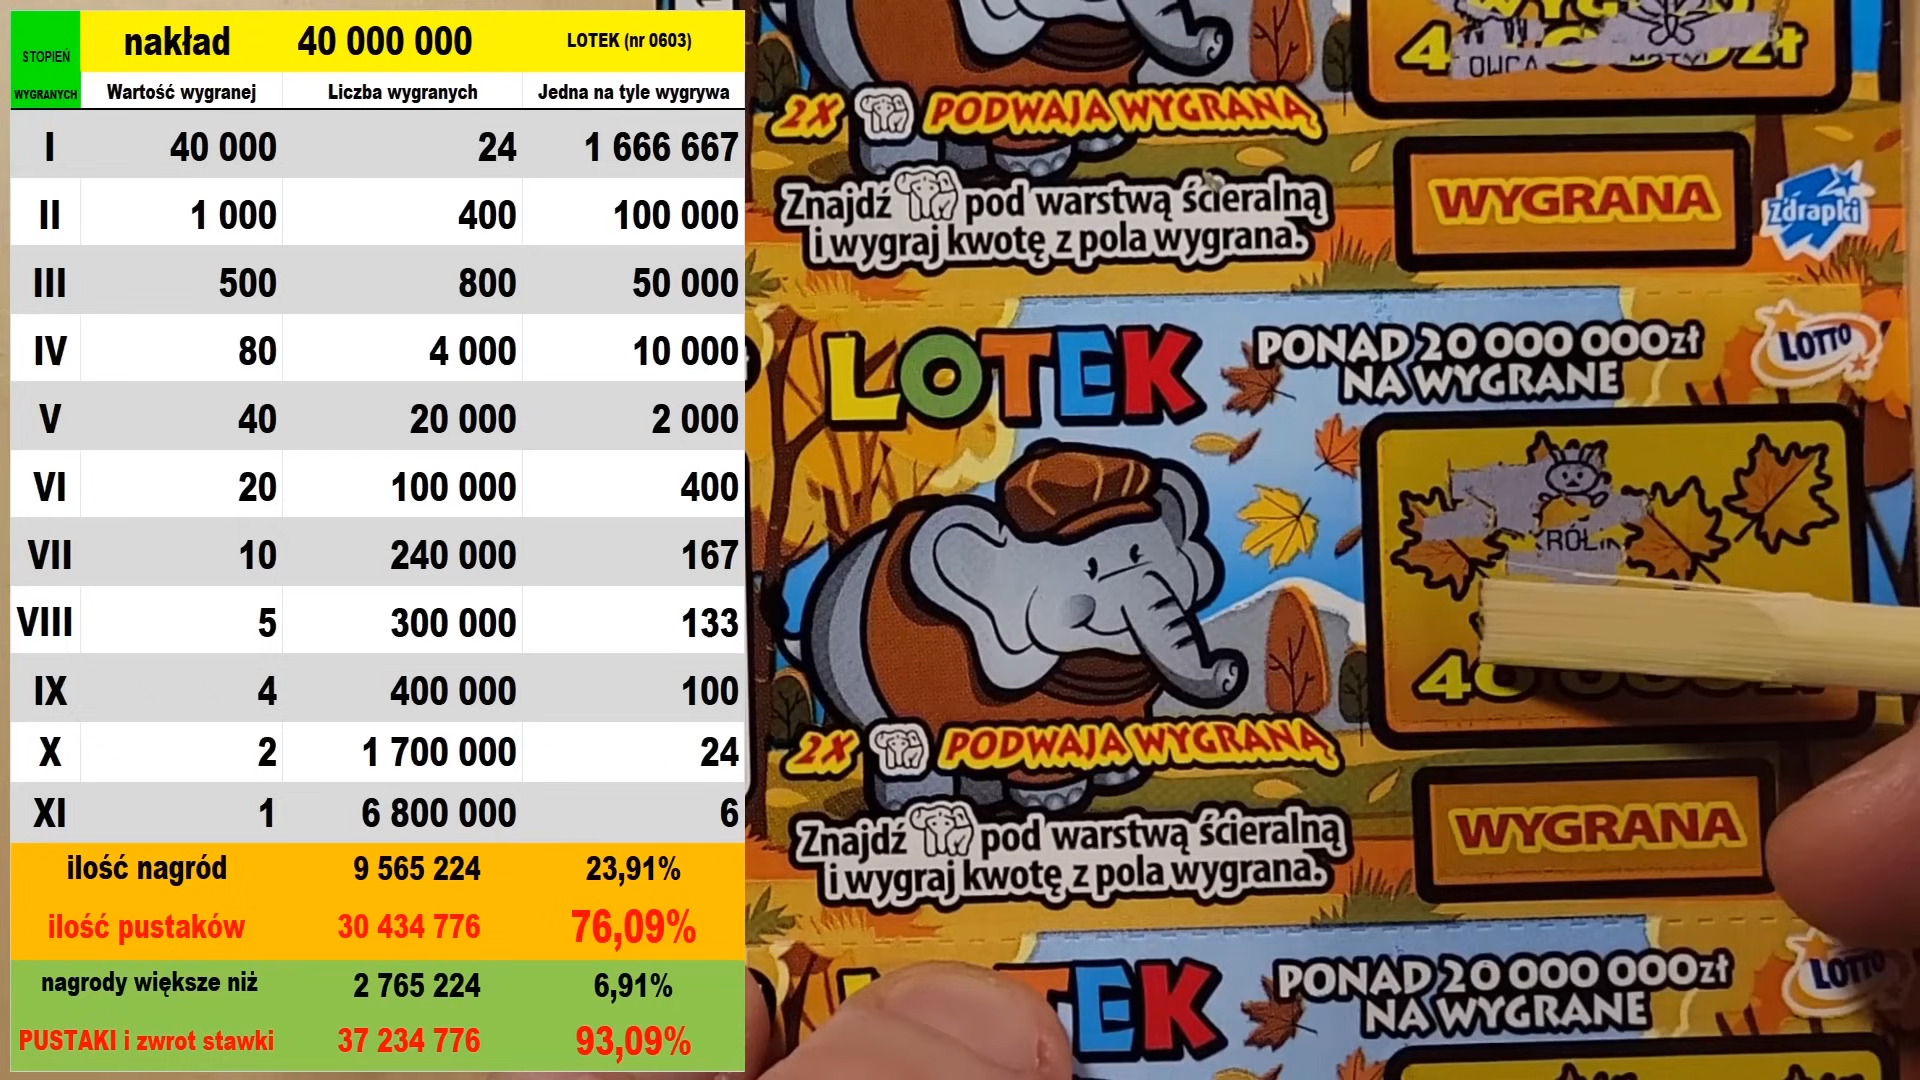 STOPIEŃ WYGRANYCH
nakład 40 000 000 LOTEK (nr 0603)
Wartość wygranej Liczba wygranych Jedna na tyle wygrywa
I 40 000 24 1 666 667
II 1 000 400 100 000
III 500 800 50 000
IV 80 4 000 10 000
V 40 20 000 2 000
VI 20 100 000 400
VII 10 240 000 167
VIII 5 300 000 133
IX 4 400 000 100
X 2 1 700 000 24
XI 1 6 800 000 6
ilość nagród 9 565 224 23,91%
ilość pustaków 30 434 776 76,09%
nagrody większe niż 2 765 224 6,91%
PUSTAKI i zwrot stawki 37 234 776 93,09%
OWCA
2X PODWAJA WYGRANĄ
Znajdź pod warstwą ścieralną
i wygraj kwotę z pola wygrana.
WYGRANA
Zdrapki
LOTEK
PONAD 20 000 000zł
NA WYGRANE
LOTTO
2X PODWAJA WYGRANĄ
Znajdź pod warstwą ścieralną
i wygraj kwotę z pola wygrana.
WYGRANA
PONAD 20 000 000zł
NA WYGRANE
LOTTO